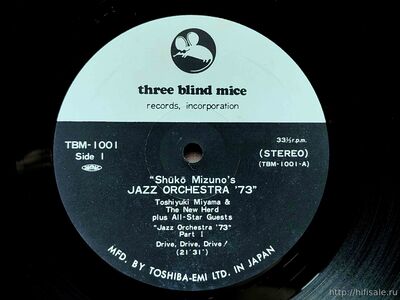 three blind mice
records, incorporation
TBM-1001
Side 1
33⅓ r.p.m.
(STEREO)
(TBM-1001-A)
"Shūkō Mizuno's
JAZZ ORCHESTRA '73"
Toshiyuki Miyama &
The New Herd
plus All-Star Guests
"Jazz Orchestra '73"
Part I
Drive, Drive, Drive!
(21'31")
MFD. BY TOSHIBA-EMI LTD. IN JAPAN
http://hifisale.ru